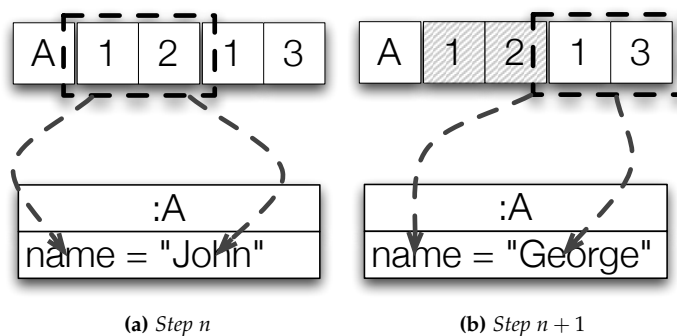 A 1 2 1 3
:A
name = "John"
(a) Step n
A 1 2 1 3
:A
name = "George"
(b) Step n + 1